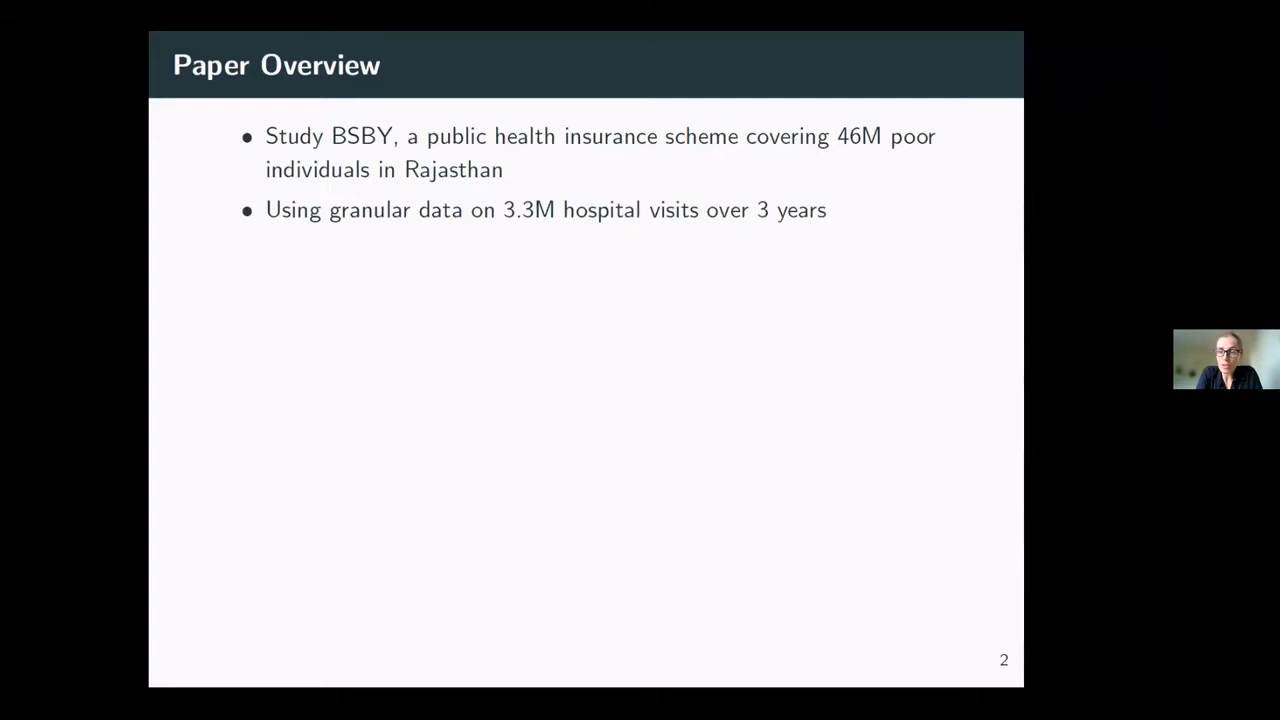 Paper Overview
• Study BSBY, a public health insurance scheme covering 46M poor
individuals in Rajasthan
• Using granular data on 3.3M hospital visits over 3 years
2